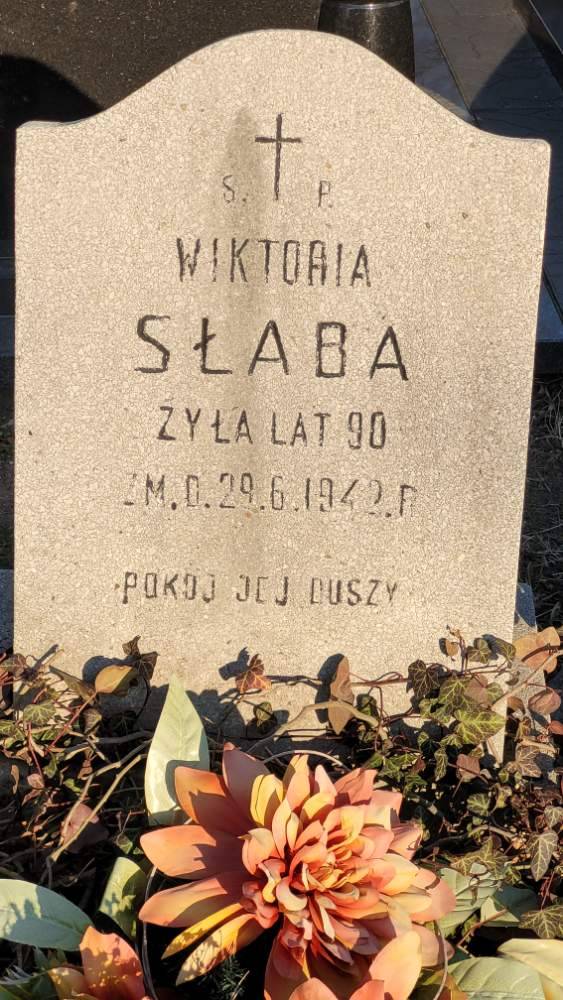 Ś. P.
WIKTORIA
SŁABA
ŻYŁA LAT 90
ZM. D. 29.6.1942. R
POKÓJ JEJ DUSZY